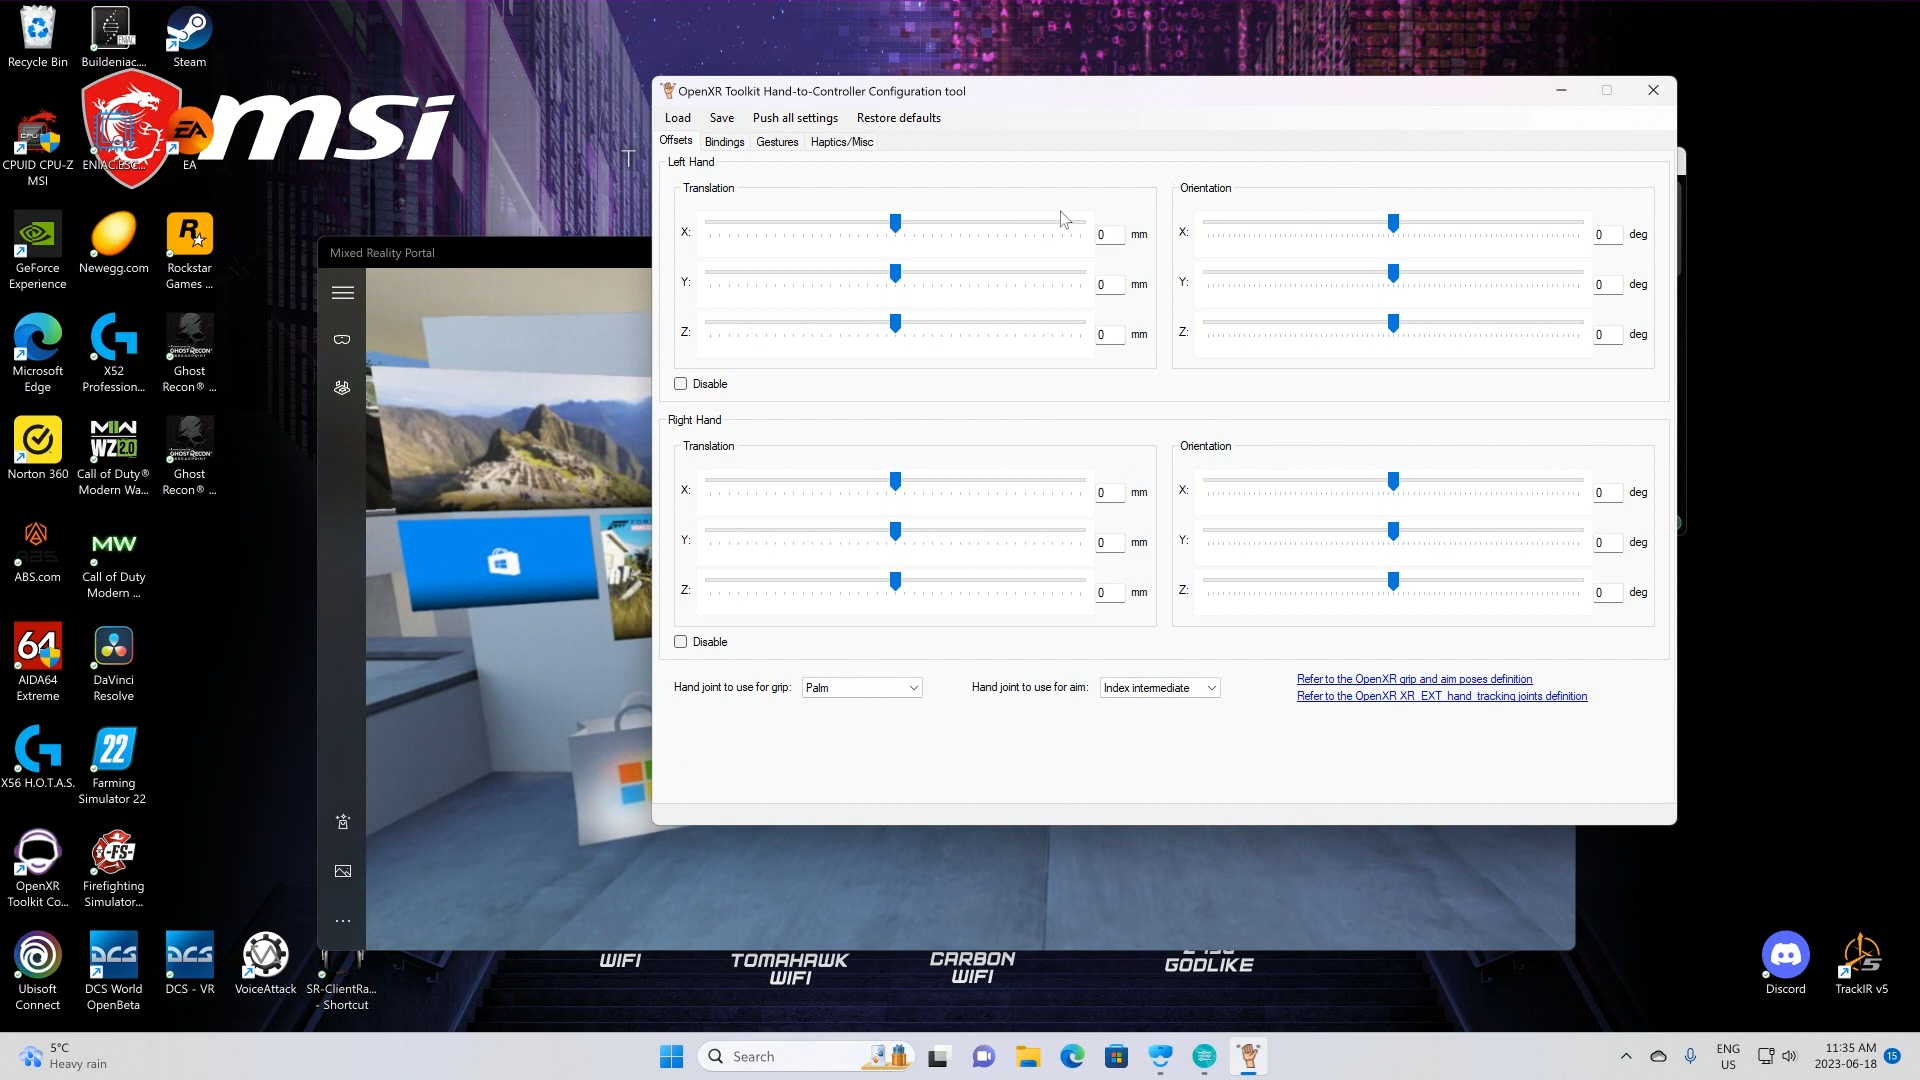 Recycle Bin
Buildeniac....
Steam
msi
CPUID CPU-Z
MSI
ENIAC.ESC...
EA
GeForce
Experience
Newegg.com
Rockstar
Games ...
Microsoft
Edge
X52
Profession...
Ghost
Recon® ...
Norton 360
Call of Duty®
Modern Wa...
Ghost
Recon® ...
ABS.com
Call of Duty
Modern ...
AIDA64
Extreme
DaVinci
Resolve
X56 H.O.T.A.S.
Farming
Simulator 22
OpenXR
Toolkit Co...
Firefighting
Simulator...
Ubisoft
Connect
DCS World
OpenBeta
DCS - VR
VoiceAttack
SR-ClientRa...
- Shortcut
Discord
TrackIR v5
Mixed Reality Portal
OpenXR Toolkit Hand-to-Controller Configuration tool
Load Save Push all settings Restore defaults
Offsets Bindings Gestures Haptics/Misc
Left Hand
Translation
X: 0 mm
Y: 0 mm
Z: 0 mm
Orientation
X: 0 deg
Y: 0 deg
Z: 0 deg
Disable
Right Hand
Translation
X: 0 mm
Y: 0 mm
Z: 0 mm
Orientation
X: 0 deg
Y: 0 deg
Z: 0 deg
Disable
Hand joint to use for grip: Palm
Hand joint to use for aim: Index intermediate
Refer to the OpenXR grip and aim poses definition
Refer to the OpenXR XR_EXT_hand_tracking joints definition
WIFI
TOMAHAWK
WIFI
CARBON
WIFI
GODLIKE
5°C
Heavy rain
Search
ENG
US
11:35 AM
2023-06-18
15